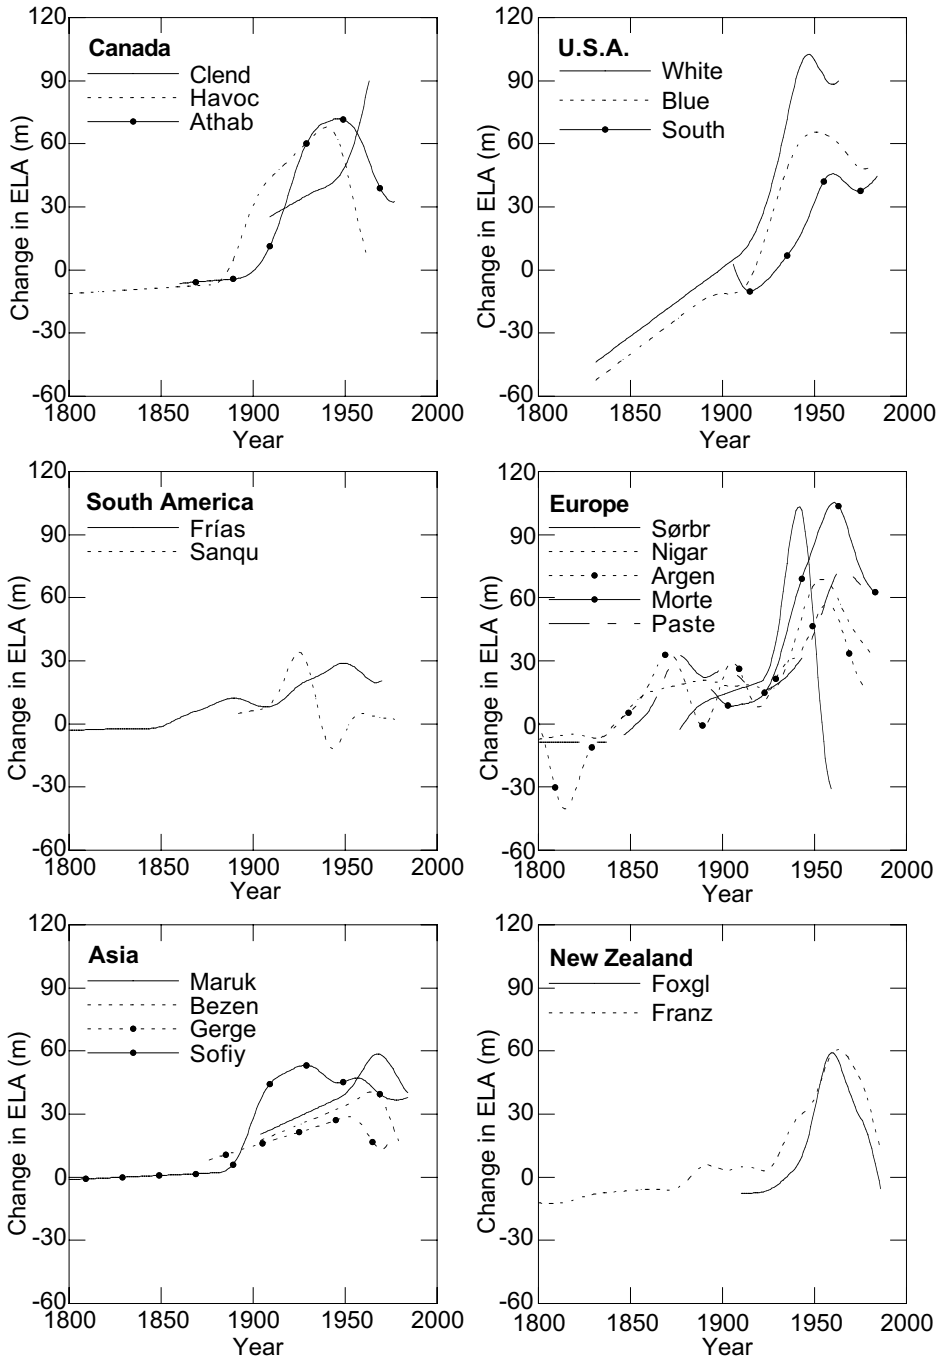 120
90
60
30
0
-30
-60
Change in ELA (m)
Canada
Clend
Havoc
Athab
1800
1850
1900
1950
2000
Year
120
90
60
30
0
-30
-60
Change in ELA (m)
U.S.A.
White
Blue
South
1800
1850
1900
1950
2000
Year
120
90
60
30
0
-30
-60
Change in ELA (m)
South America
Frías
Sanqu
1800
1850
1900
1950
2000
Year
120
90
60
30
0
-30
-60
Change in ELA (m)
Europe
Sørbr
Nigar
Argen
Morte
Paste
1800
1850
1900
1950
2000
Year
120
90
60
30
0
-30
-60
Change in ELA (m)
Asia
Maruk
Bezen
Gerge
Sofiy
1800
1850
1900
1950
2000
Year
120
90
60
30
0
-30
-60
Change in ELA (m)
New Zealand
Foxgl
Franz
1800
1850
1900
1950
2000
Year